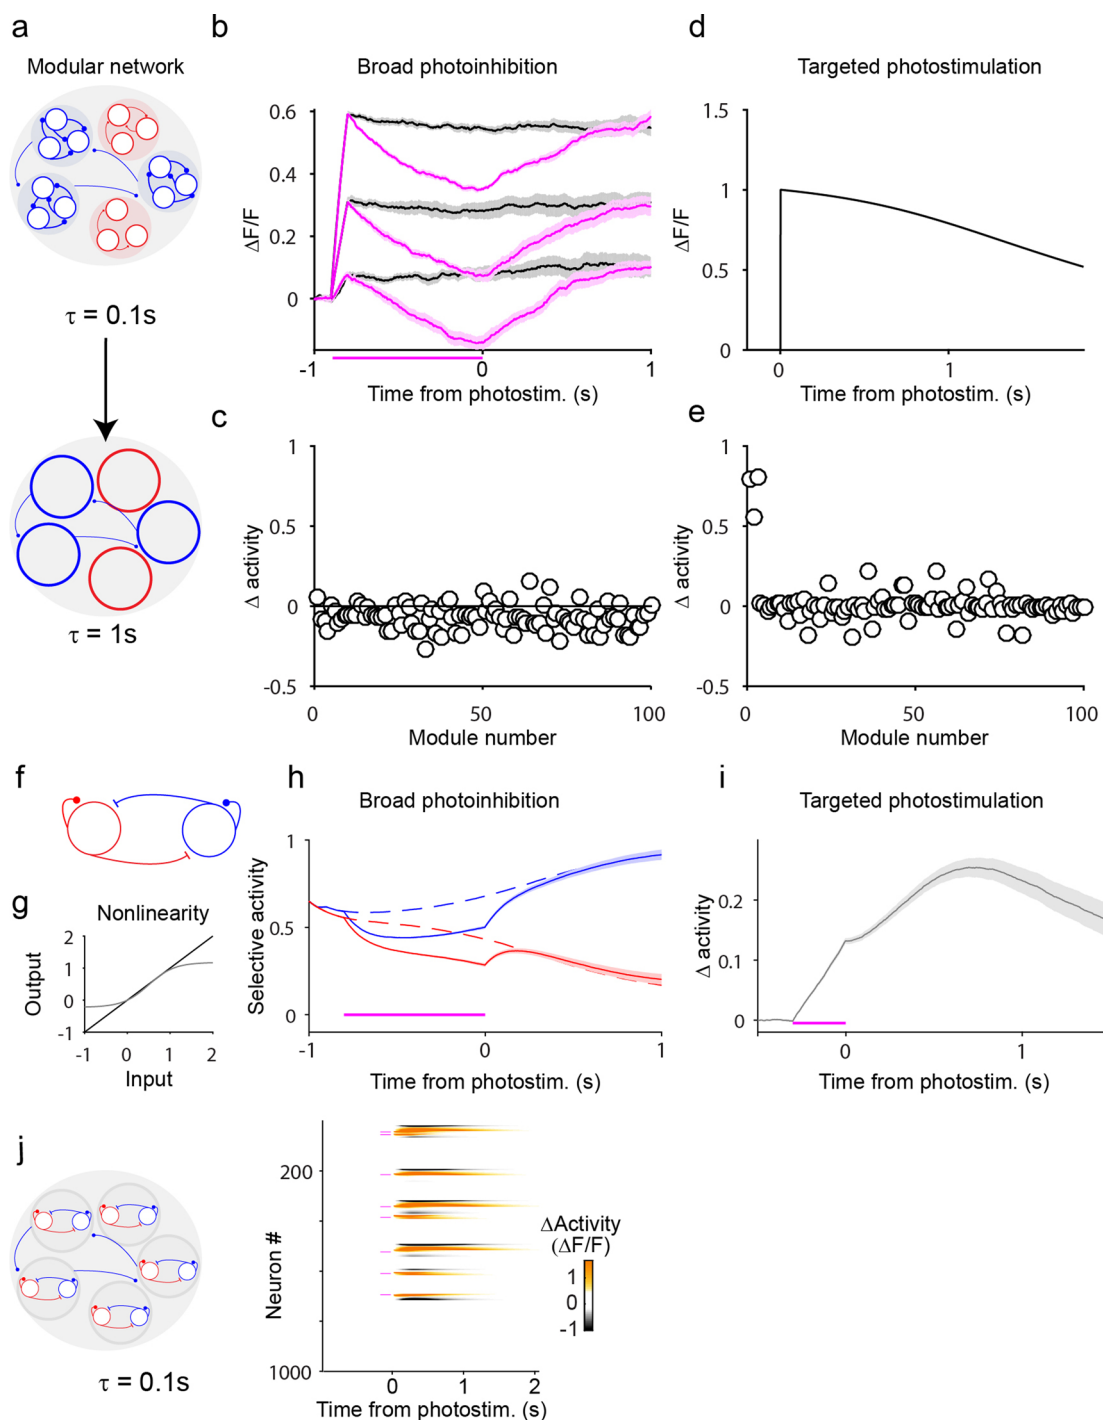 a
Modular network
τ = 0.1s
τ = 1s
b
Broad photoinhibition
ΔF/F
0.6
0.4
0.2
0
-1
0
1
Time from photostim. (s)
d
Targeted photostimulation
ΔF/F
1.5
1
0.5
0
0
1
Time from photostim. (s)
c
Δ activity
1
0.5
0
-0.5
0
50
100
Module number
e
Δ activity
1
0.5
0
-0.5
0
50
100
Module number
f
g
Nonlinearity
Output
2
1
0
-1
-1
0
1
2
Input
h
Broad photoinhibition
Selective activity
1
0.5
0
-1
0
1
Time from photostim. (s)
i
Targeted photostimulation
Δ activity
0.2
0.1
0
0
1
Time from photostim. (s)
j
τ = 0.1s
Neuron #
200
1000
0
1
2
Time from photostim. (s)
ΔActivity
(ΔF/F)
1
0
-1